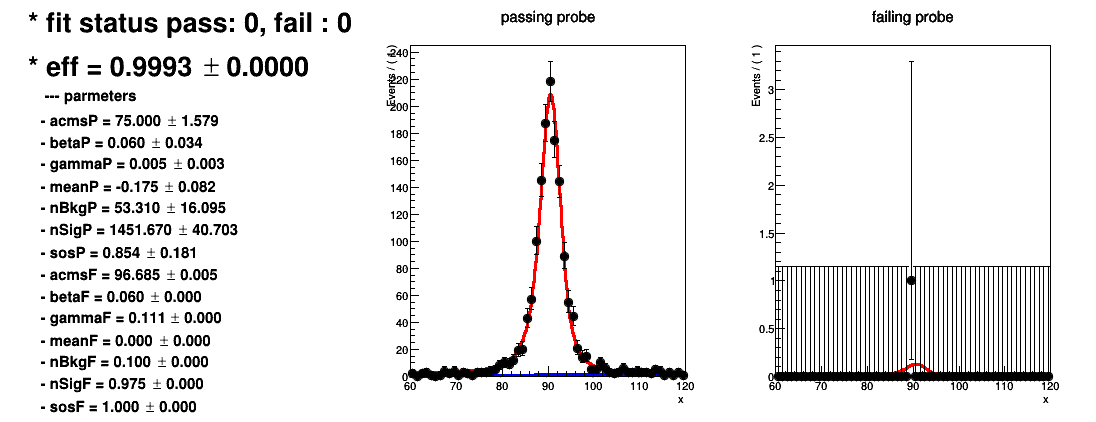 * fit status pass: 0, fail : 0
* eff = 0.9993 ± 0.0000
--- parmeters
- acmsP = 75.000 ± 1.579
- betaP = 0.060 ± 0.034
- gammaP = 0.005 ± 0.003
- meanP = -0.175 ± 0.082
- nBkgP = 53.310 ± 16.095
- nSigP = 1451.670 ± 40.703
- sosP = 0.854 ± 0.181
- acmsF = 96.685 ± 0.005
- betaF = 0.060 ± 0.000
- gammaF = 0.111 ± 0.000
- meanF = 0.000 ± 0.000
- nBkgF = 0.100 ± 0.000
- nSigF = 0.975 ± 0.000
- sosF = 1.000 ± 0.000
passing probe
Events / ( 1 )
240
220
200
180
160
140
120
100
80
60
40
20
0
60 70 80 90 100 110 120
x
failing probe
Events / ( 1 )
3
2.5
2
1.5
1
0.5
0
60 70 80 90 100 110 120
x